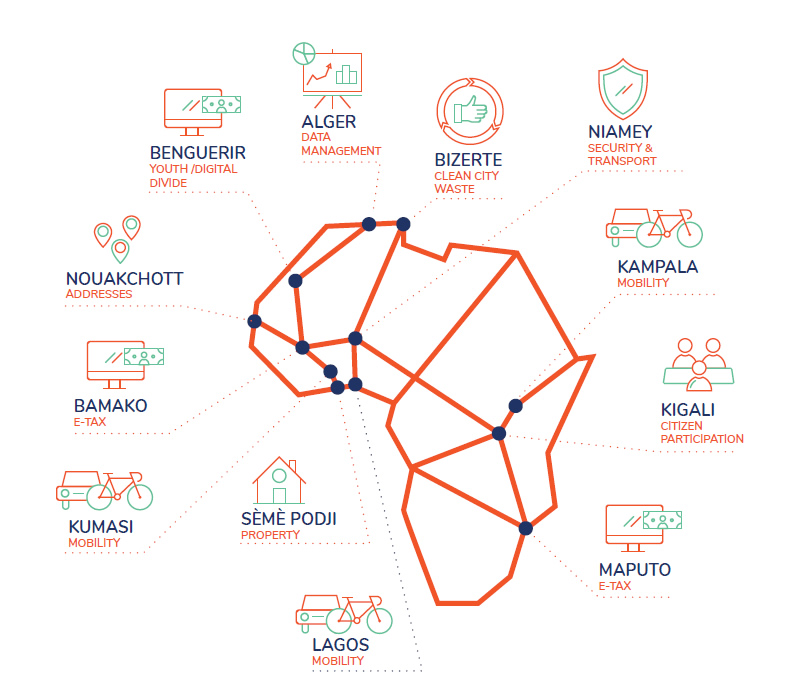 ALGER
DATA
MANAGEMENT
NIAMEY
SECURITY &
TRANSPORT
BENGUERIR
YOUTH /DIGITAL
DIVIDE
BIZERTE
CLEAN CITY
WASTE
NOUAKCHOTT
ADDRESSES
KAMPALA
MOBILITY
BAMAKO
E-TAX
KIGALI
CITIZEN
PARTICIPATION
KUMASI
MOBILITY
SÈMÈ PODJI
PROPERTY
MAPUTO
E-TAX
LAGOS
MOBILITY